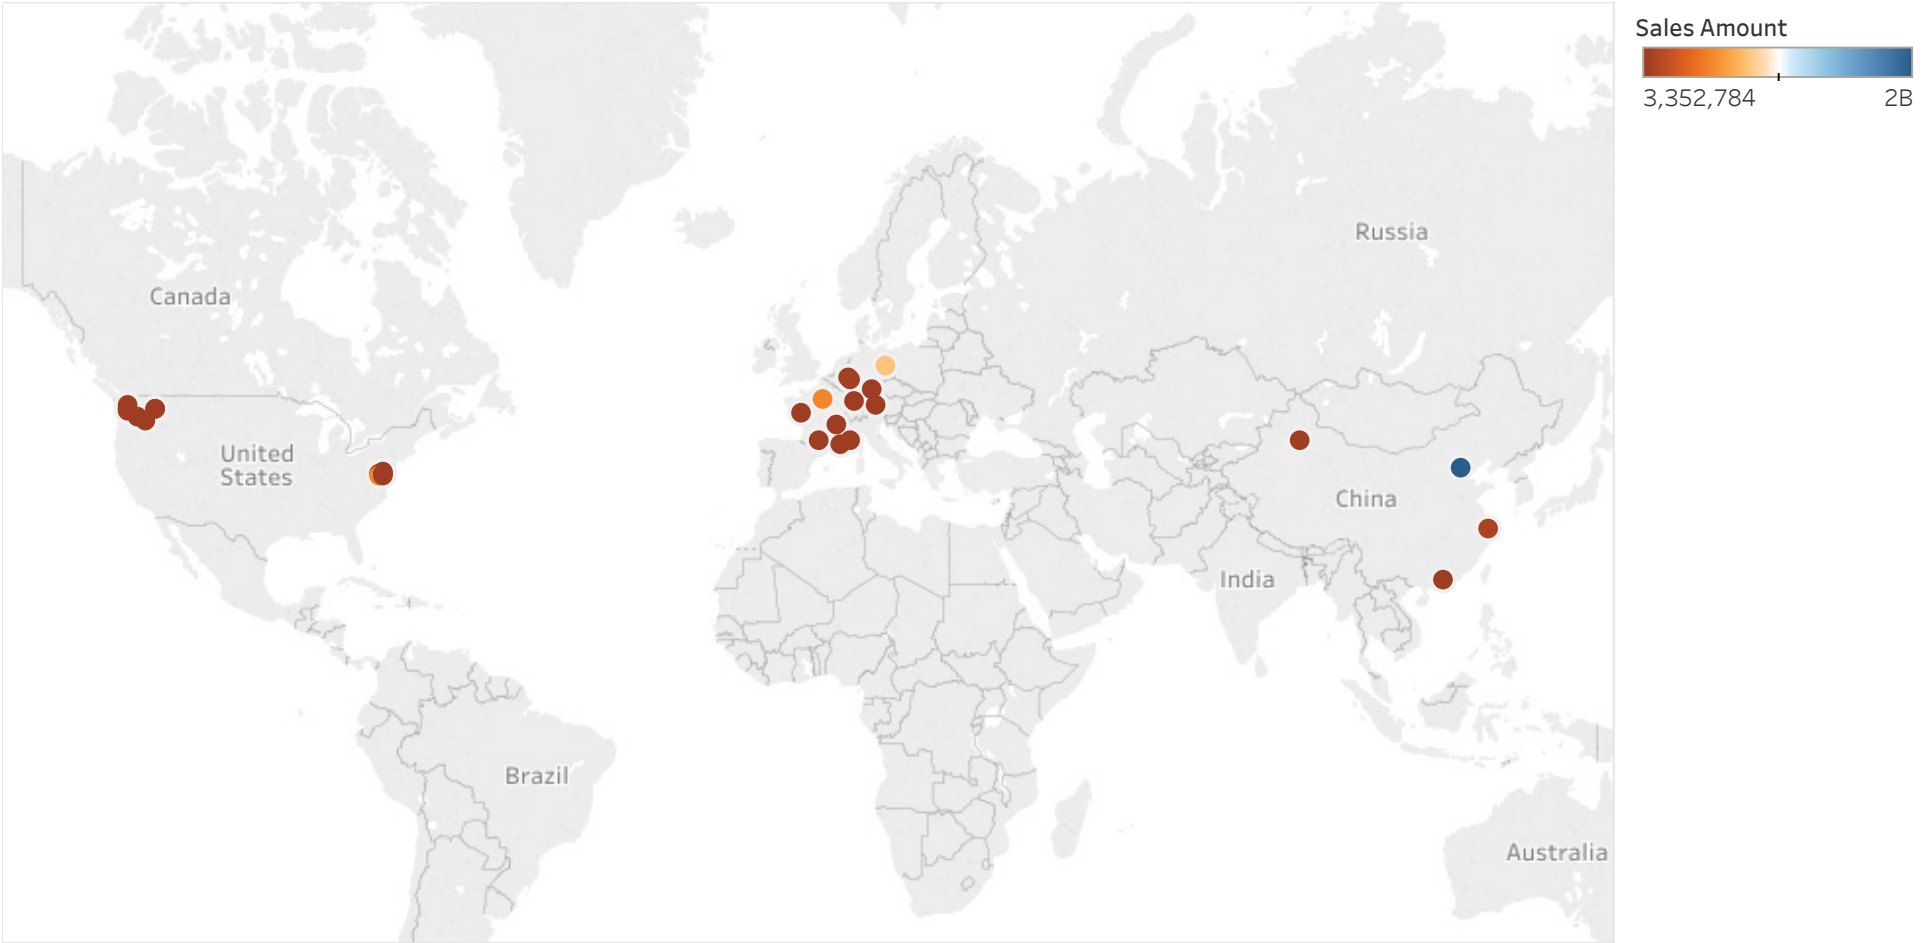 Sales Amount
3,352,784
2B
Russia
Canada
United
States
China
India
Brazil
Australia